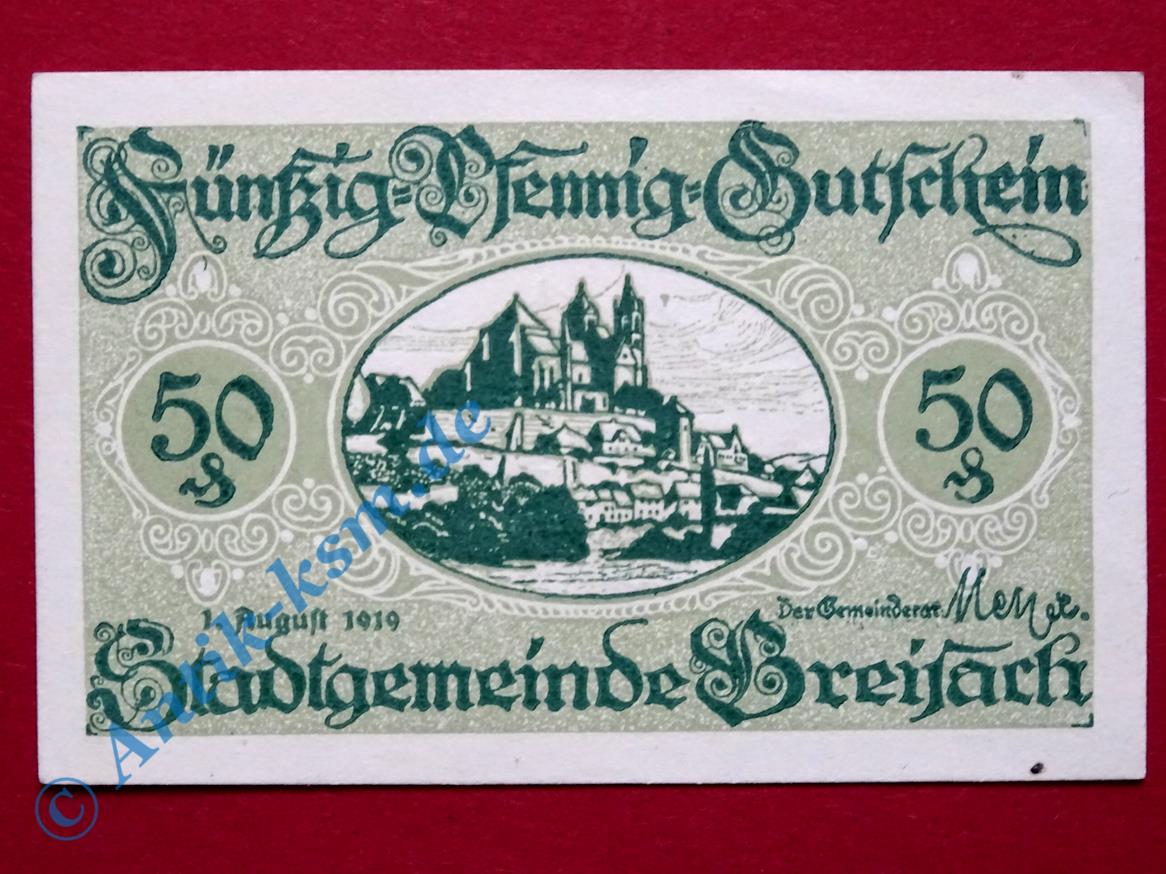 Fünfzig-Pfennig-Gutschein
50 ₰
50 ₰
1. August 1919
Der Gemeinderat:
Stadtgemeinde Breisach
© Antik-ksm.de